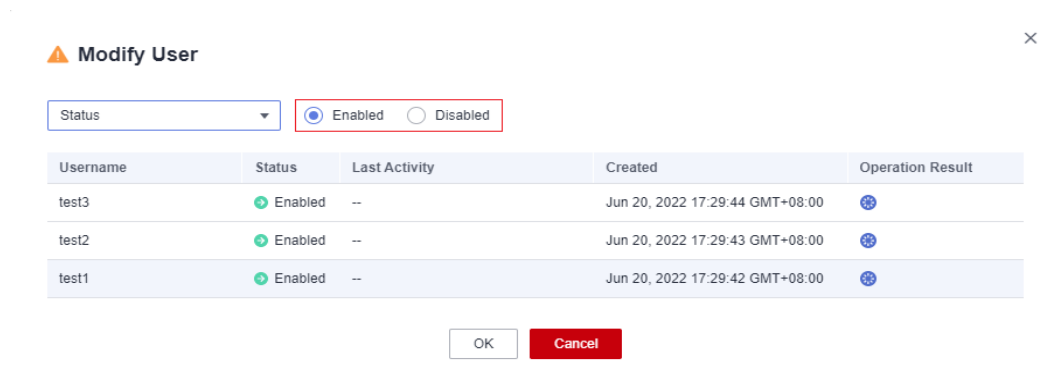 Modify User
Status Enabled Disabled
Username Status Last Activity Created Operation Result
test3 Enabled -- Jun 20, 2022 17:29:44 GMT+08:00
test2 Enabled -- Jun 20, 2022 17:29:43 GMT+08:00
test1 Enabled -- Jun 20, 2022 17:29:42 GMT+08:00
OK Cancel